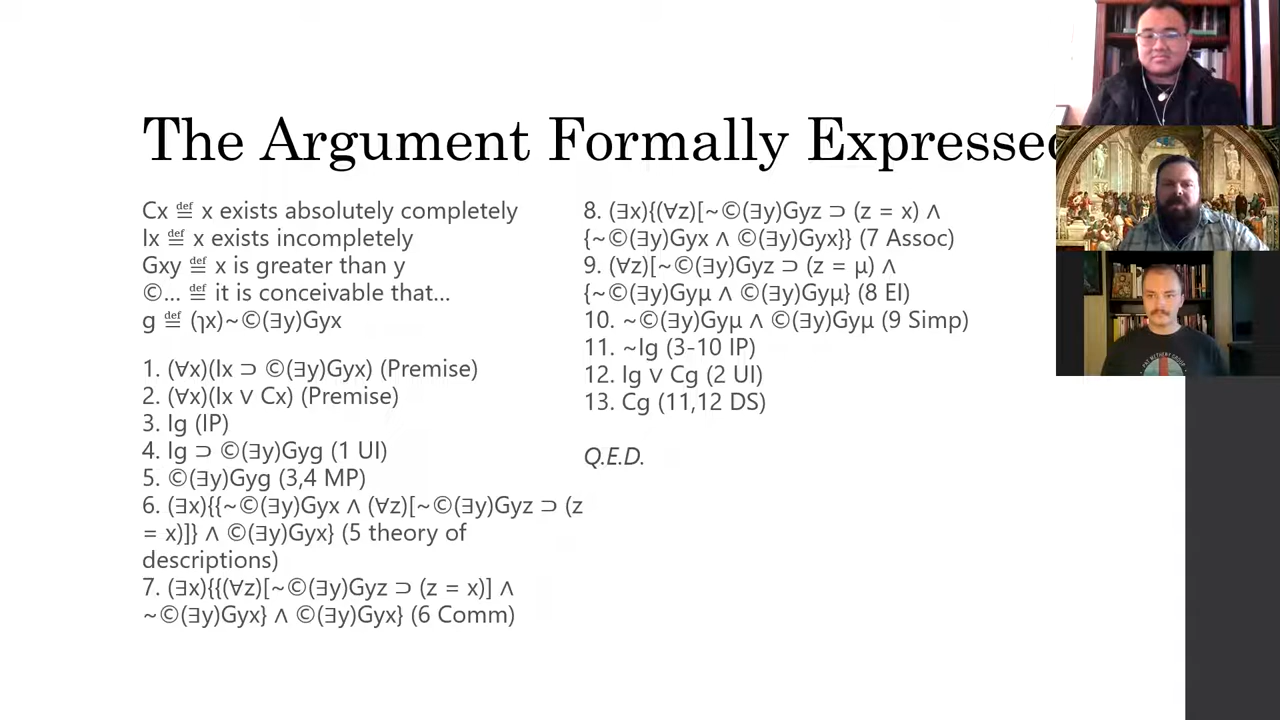 The Argument Formally Expressed
Cx ≝ x exists absolutely completely
Ix ≝ x exists incompletely
Gxy ≝ x is greater than y
©... ≝ it is conceivable that...
g ≝ (ʅx)~©(∃y)Gyx
1. (∀x)(Ix ⊃ ©(∃y)Gyx) (Premise)
2. (∀x)(Ix ∨ Cx) (Premise)
3. Ig (IP)
4. Ig ⊃ ©(∃y)Gyg (1 UI)
5. ©(∃y)Gyg (3,4 MP)
6. (∃x){{~©(∃y)Gyx ∧ (∀z)[~©(∃y)Gyz ⊃ (z
= x)]} ∧ ©(∃y)Gyx} (5 theory of
descriptions)
7. (∃x){{(∀z)[~©(∃y)Gyz ⊃ (z = x)] ∧
~©(∃y)Gyx} ∧ ©(∃y)Gyx} (6 Comm)
8. (∃x){(∀z)[~©(∃y)Gyz ⊃ (z = x) ∧
{~©(∃y)Gyx ∧ ©(∃y)Gyx}} (7 Assoc)
9. (∀z)[~©(∃y)Gyz ⊃ (z = μ) ∧
{~©(∃y)Gyμ ∧ ©(∃y)Gyμ} (8 EI)
10. ~©(∃y)Gyμ ∧ ©(∃y)Gyμ (9 Simp)
11. ~Ig (3-10 IP)
12. Ig ∨ Cg (2 UI)
13. Cg (11,12 DS)
Q.E.D.